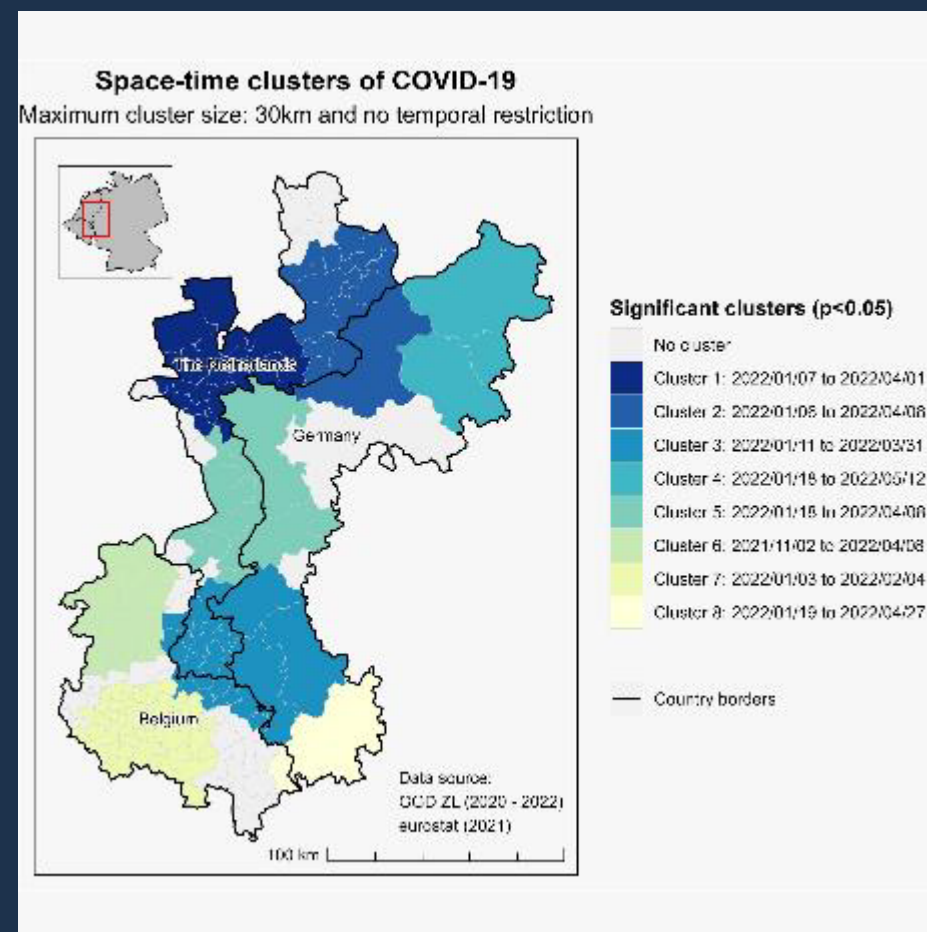 Space-time clusters of COVID-19
Maximum cluster size: 30km and no temporal restriction
The Netherlands
Germany
Belgium
Data source:
GGD ZL (2020 - 2022)
eurostat (2021)
100 km
Significant clusters (p<0.05)
No cluster
Cluster 1: 2022/01/07 to 2022/04/01
Cluster 2: 2022/01/06 to 2022/04/08
Cluster 3: 2022/01/11 to 2022/03/31
Cluster 4: 2022/01/18 to 2022/05/12
Cluster 5: 2022/01/18 to 2022/04/08
Cluster 6: 2021/11/02 to 2022/04/08
Cluster 7: 2022/01/03 to 2022/02/04
Cluster 8: 2022/01/19 to 2022/04/27
Country borders